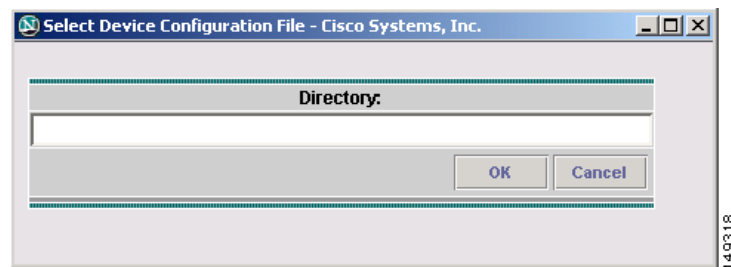 Select Device Configuration File - Cisco Systems, Inc.
Directory:
OK
Cancel
149318